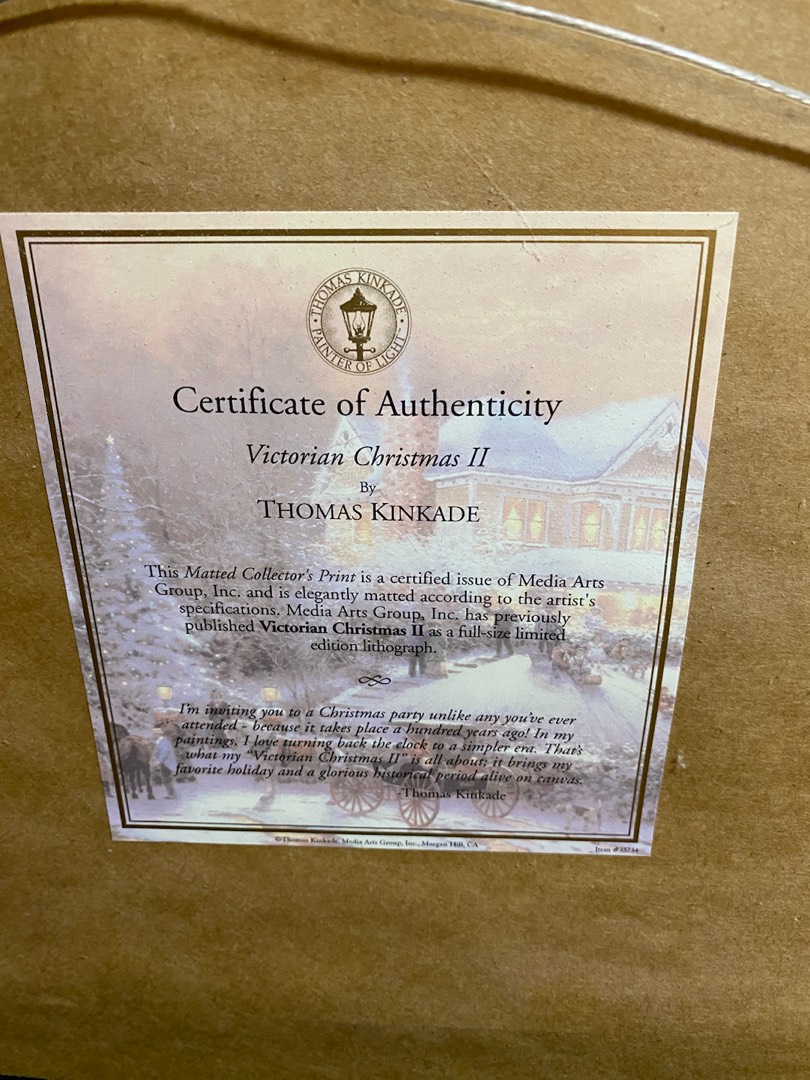 THOMAS KINKADE
PAINTER OF LIGHT™
Certificate of Authenticity
Victorian Christmas II
By
THOMAS KINKADE
This Matted Collector's Print is a certified issue of Media Arts
Group, Inc. and is elegantly matted according to the artist's
specifications. Media Arts Group, Inc. has previously
published Victorian Christmas II as a full-size limited
edition lithograph.
I'm inviting you to a Christmas party unlike any you've ever
attended - because it takes place a hundred years ago! In my
paintings, I love turning back the clock to a simpler era. That's
what my "Victorian Christmas II" is all about; it brings my
favorite holiday and a glorious historical period alive on canvas.
-Thomas Kinkade
©Thomas Kinkade, Media Arts Group, Inc., Morgan Hill, CA
Item #